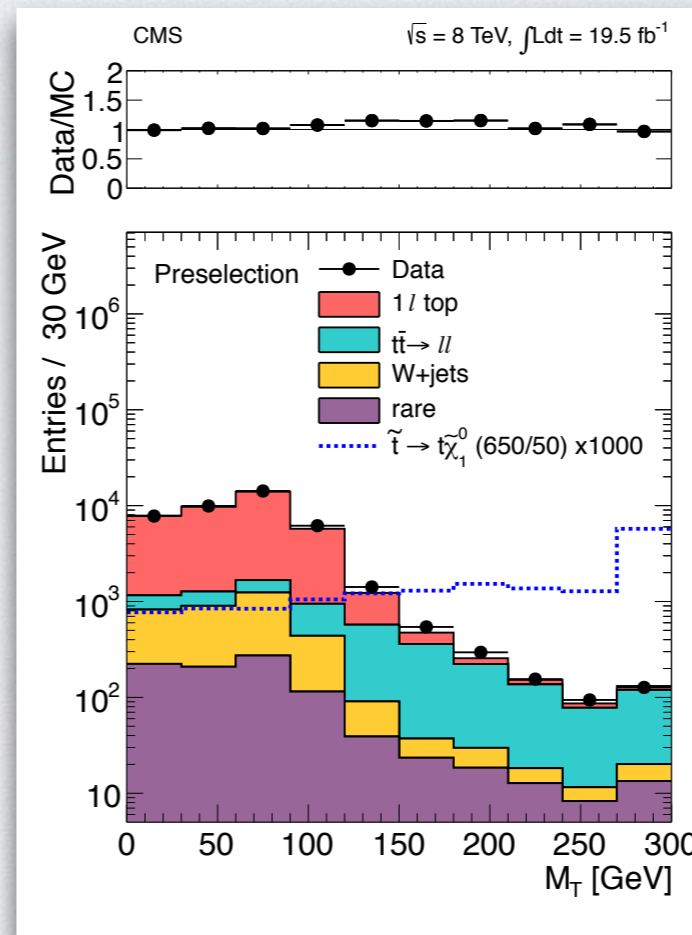 CMS √s = 8 TeV, ∫Ldt = 19.5 fb⁻¹
Data/MC
2
1.5
1
0.5
0
Entries / 30 GeV
Preselection
Data
1 l top
tt̄→ ll
W+jets
rare
t̃ → tχ̃₁⁰ (650/50) x1000
10⁶
10⁵
10⁴
10³
10²
10
0 50 100 150 200 250 300
M_T [GeV]